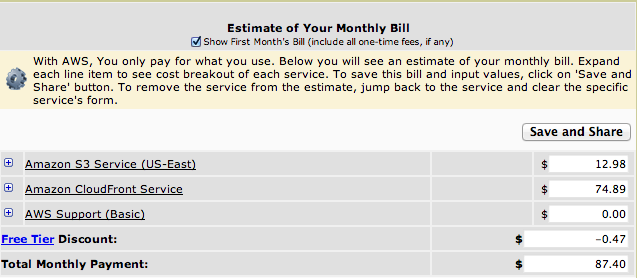 Estimate of Your Monthly Bill
Show First Month's Bill (include all one-time fees, if any)
With AWS, You only pay for what you use. Below you will see an estimate of your monthly bill. Expand
each line item to see cost breakout of each service. To save this bill and input values, click on 'Save and
Share' button. To remove the service from the estimate, jump back to the service and clear the specific
service's form.
Save and Share
Amazon S3 Service (US-East) $ 12.98
Amazon CloudFront Service $ 74.89
AWS Support (Basic) $ 0.00
Free Tier Discount: $ -0.47
Total Monthly Payment: $ 87.40